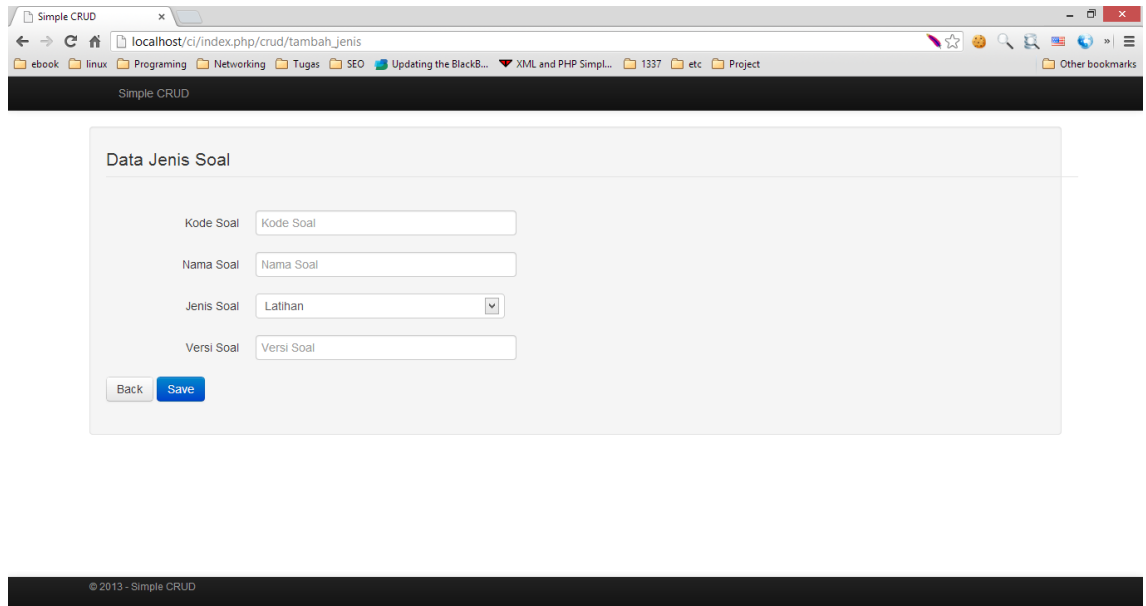 Simple CRUD
localhost/ci/index.php/crud/tambah_jenis
ebook linux Programing Networking Tugas SEO Updating the BlackB... XML and PHP Simpl... 1337 etc Project Other bookmarks
Simple CRUD
Data Jenis Soal
Kode Soal Kode Soal
Nama Soal Nama Soal
Jenis Soal Latihan
Versi Soal Versi Soal
Back Save
© 2013 - Simple CRUD